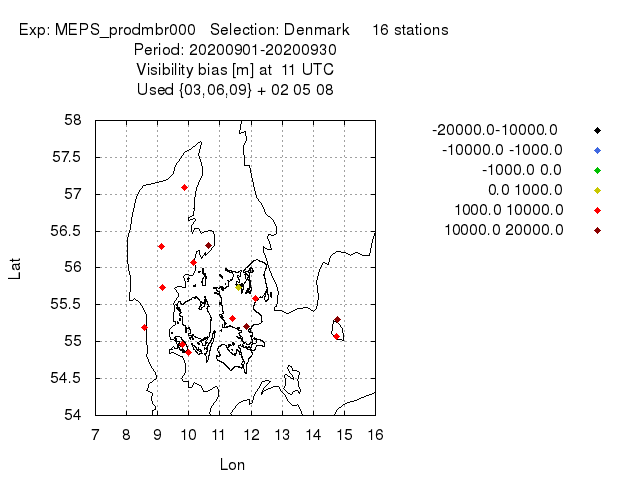 Exp: MEPS_prodmbr000 Selection: Denmark 16 stations
Period: 20200901-20200930
Visibility bias [m] at 11 UTC
Used {03,06,09} + 02 05 08
58
57.5
57
56.5
56
55.5
55
54.5
54
Lat
7 8 9 10 11 12 13 14 15 16
Lon
-20000.0-10000.0
-10000.0 -1000.0
-1000.0 0.0
0.0 1000.0
1000.0 10000.0
10000.0 20000.0